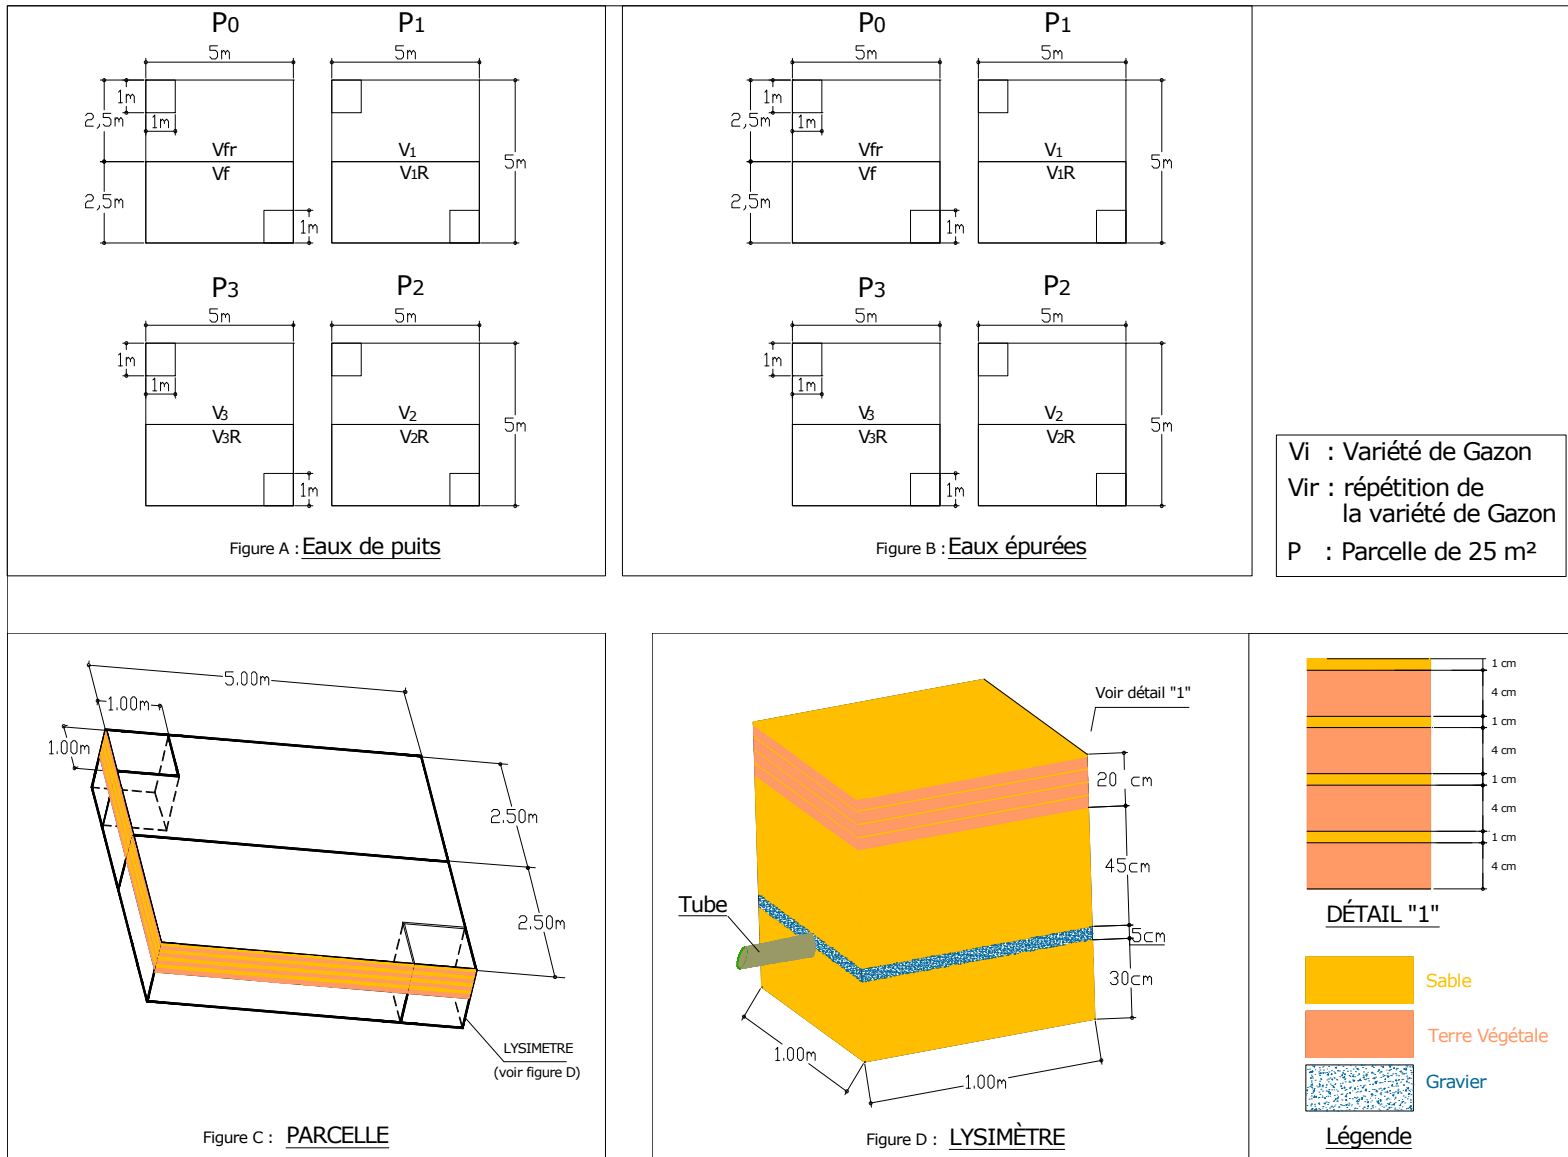 P0
P1
5m
5m
1m
1m
2,5m
2,5m
Vfr
Vf
V1
V1R
5m
1m
P3
P2
5m
5m
1m
1m
V3
V3R
V2
V2R
5m
1m
Figure A : Eaux de puits
P0
P1
5m
5m
1m
1m
2,5m
2,5m
Vfr
Vf
V1
V1R
5m
1m
P3
P2
5m
5m
1m
1m
V3
V3R
V2
V2R
5m
1m
Figure B : Eaux épurées
Vi : Variété de Gazon
Vir : répétition de
la variété de Gazon
P : Parcelle de 25 m²
5.00m
1.00m
1.00m
2.50m
2.50m
LYSIMETRE
(voir figure D)
Figure C : PARCELLE
Voir détail "1"
20 cm
45cm
5cm
30cm
Tube
1.00m
1.00m
Figure D : LYSIMÈTRE
1 cm
4 cm
1 cm
4 cm
1 cm
4 cm
1 cm
4 cm
DÉTAIL "1"
Sable
Terre Végétale
Gravier
Légende